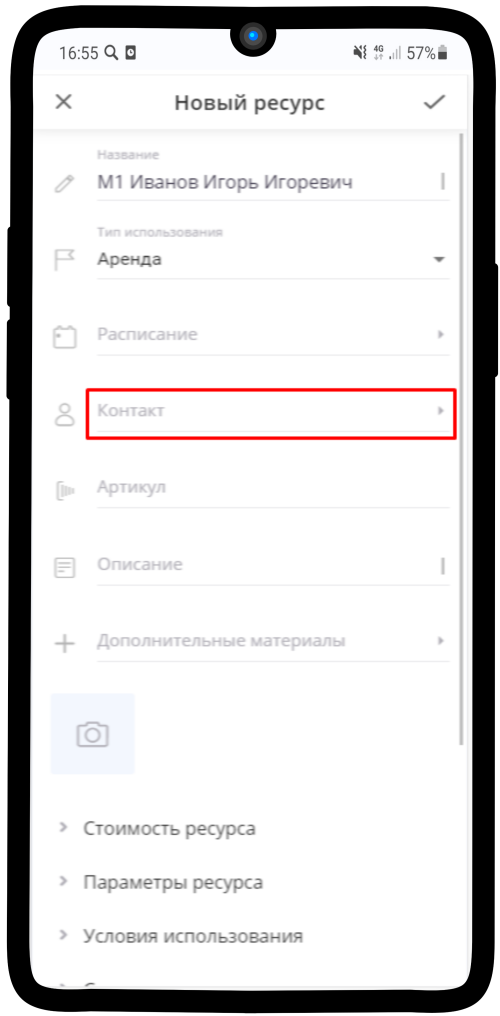 16:55 4G 57%
Новый ресурс
Название
М1 Иванов Игорь Игоревич
Тип использования
Аренда
Расписание
Контакт
Артикул
Описание
Дополнительные материалы
Стоимость ресурса
Параметры ресурса
Условия использования